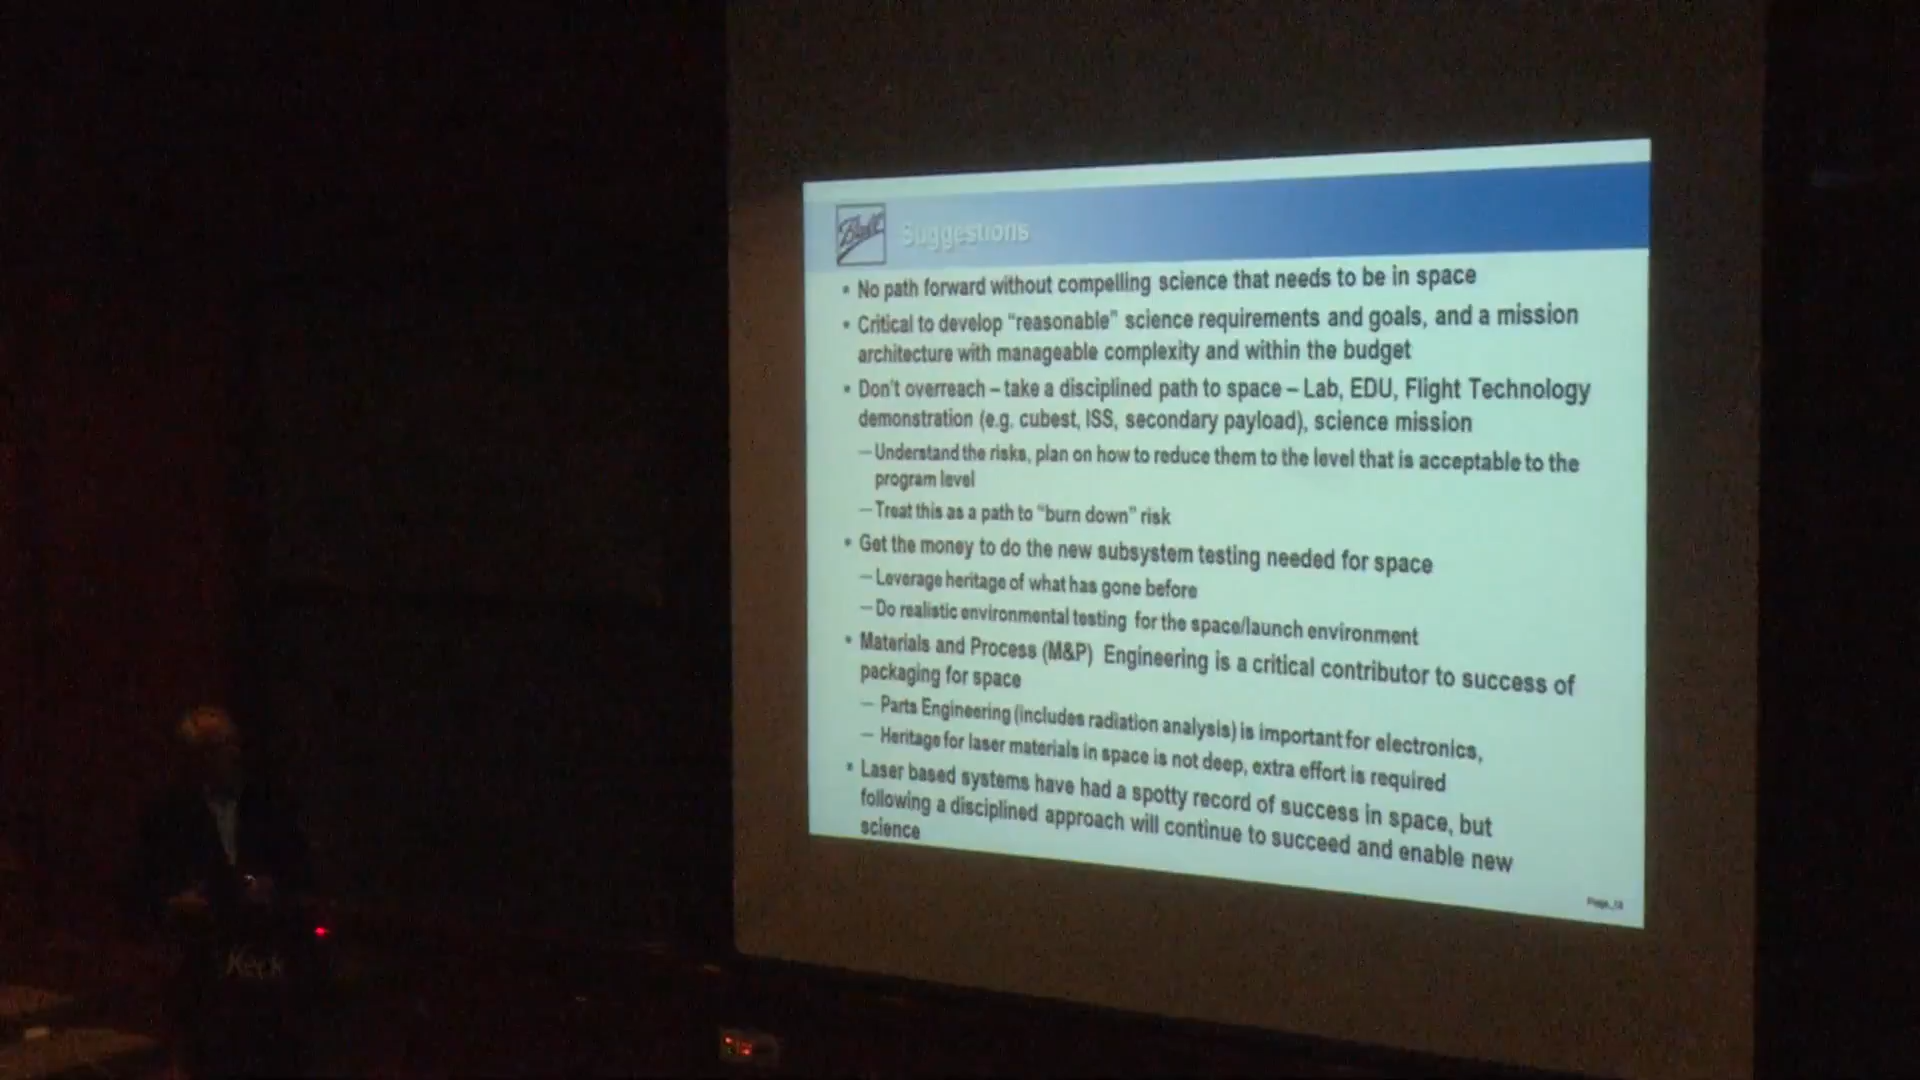 Ball
Suggestions
• No path forward without compelling science that needs to be in space
• Critical to develop “reasonable” science requirements and goals, and a mission
architecture with manageable complexity and within the budget
• Don't overreach – take a disciplined path to space – Lab, EDU, Flight Technology
demonstration (e.g. cubest, ISS, secondary payload), science mission
– Understand the risks, plan on how to reduce them to the level that is acceptable to the
program level
– Treat this as a path to “burn down” risk
• Get the money to do the new subsystem testing needed for space
– Leverage heritage of what has gone before
– Do realistic environmental testing for the space/launch environment
• Materials and Process (M&P) Engineering is a critical contributor to success of
packaging for space
– Parts Engineering (includes radiation analysis) is important for electronics,
– Heritage for laser materials in space is not deep, extra effort is required
• Laser based systems have had a spotty record of success in space, but
following a disciplined approach will continue to succeed and enable new
science
Keck